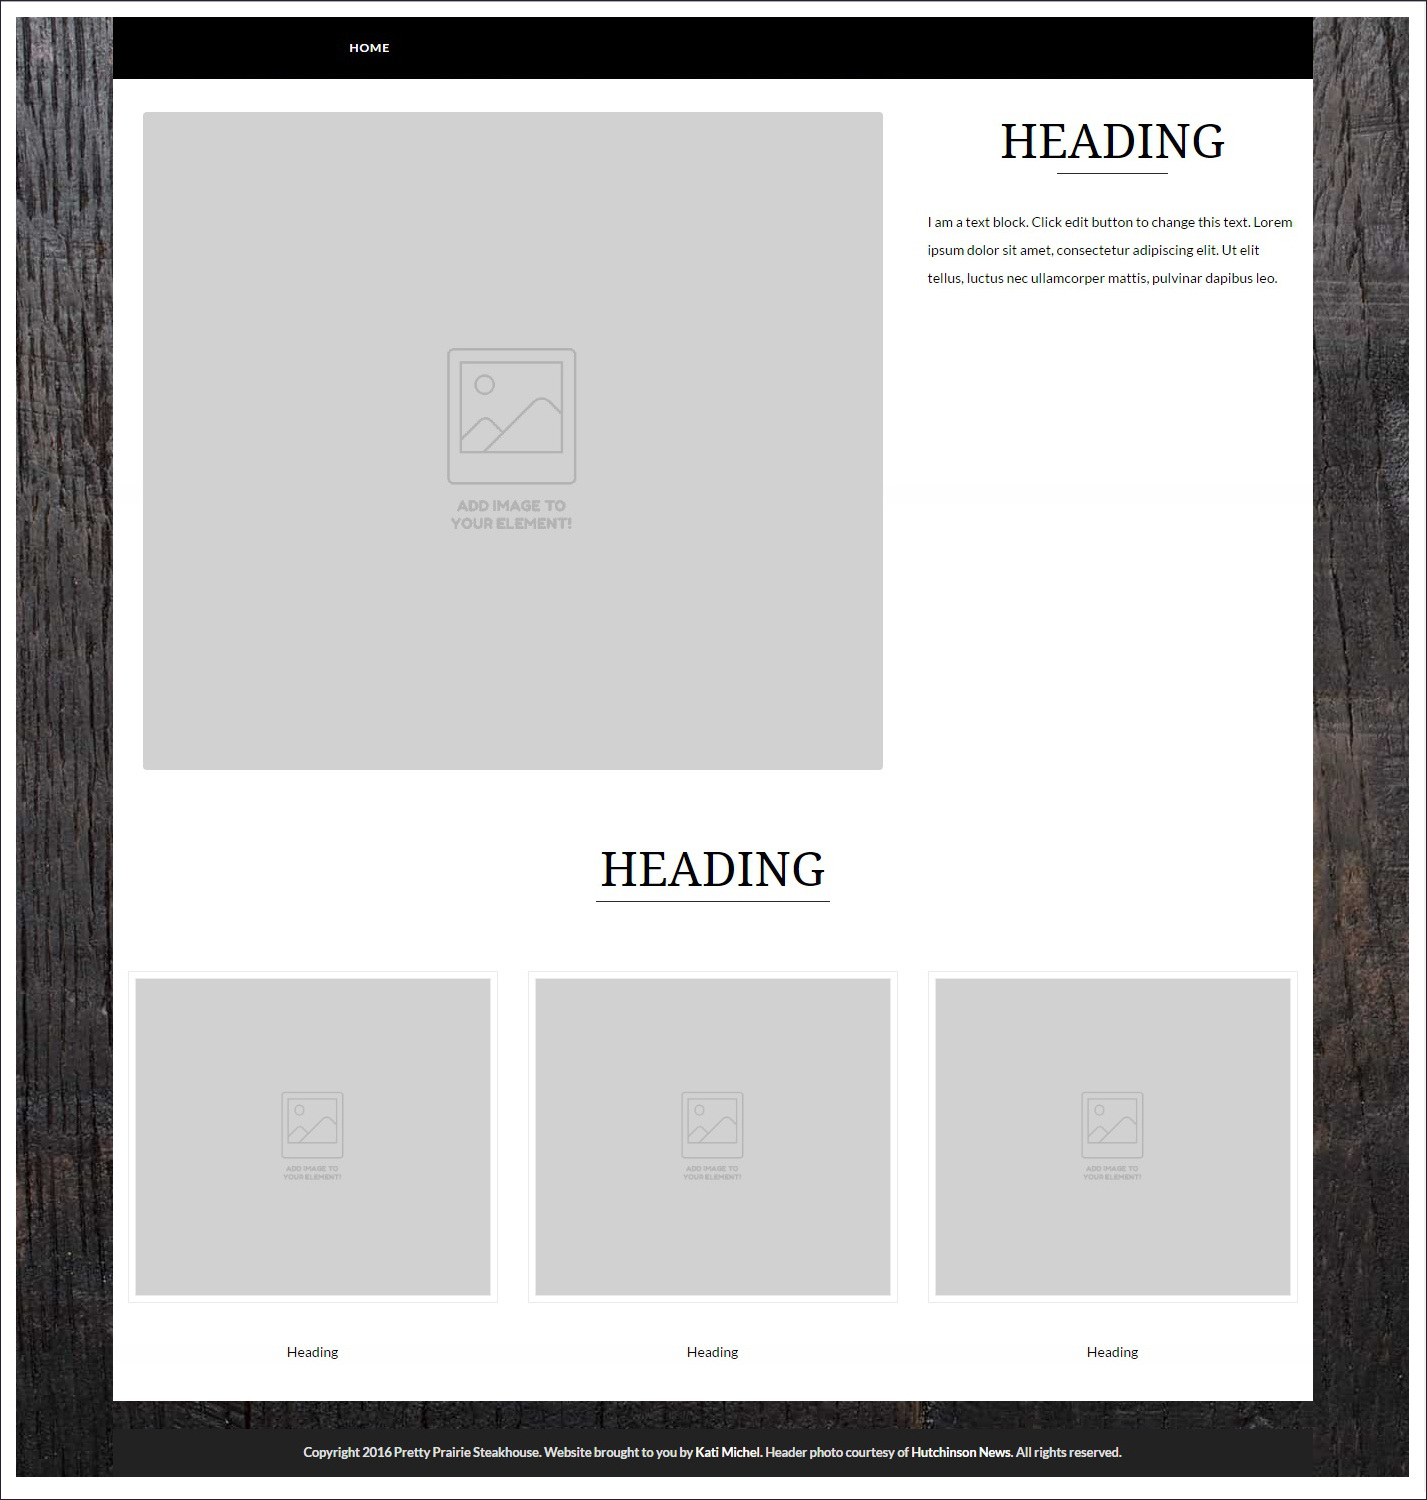 HOME
HEADING
I am a text block. Click edit button to change this text. Lorem
ipsum dolor sit amet, consectetur adipiscing elit. Ut elit
tellus, luctus nec ullamcorper mattis, pulvinar dapibus leo.
ADD IMAGE TO
YOUR ELEMENT!
HEADING
ADD IMAGE TO
YOUR ELEMENT!
ADD IMAGE TO
YOUR ELEMENT!
ADD IMAGE TO
YOUR ELEMENT!
Heading
Heading
Heading
Copyright 2016 Pretty Prairie Steakhouse. Website brought to you by Kati Michel. Header photo courtesy of Hutchinson News. All rights reserved.